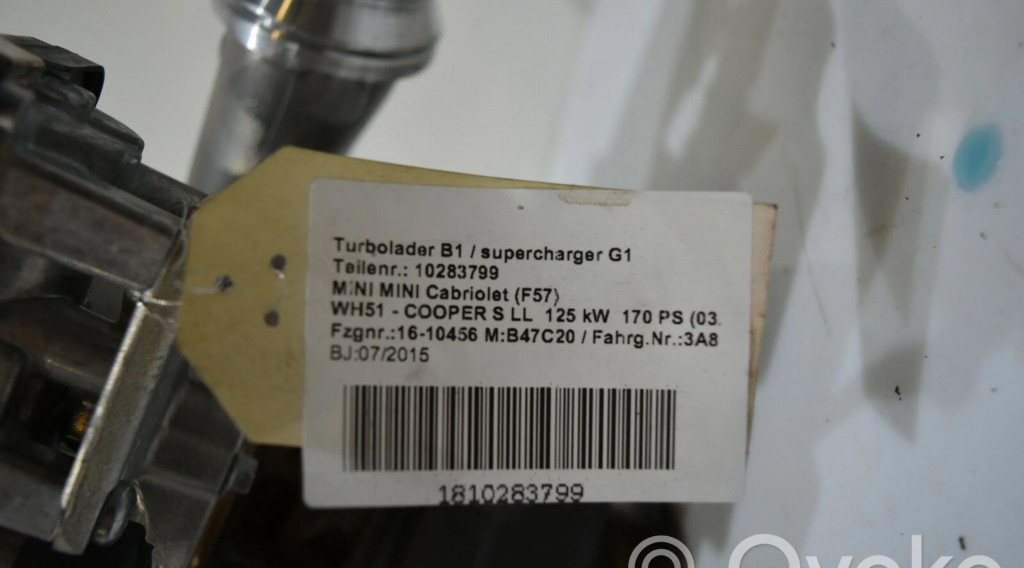 Turbolader B1 / supercharger G1
Teilenr.: 10283799
MINI MINI Cabriolet (F57)
WH51 - COOPER S LL 125 kW 170 PS (03.
Fzgnr.:16-10456 M:B47C20 / Fahrg.Nr.:3A8
BJ:07/2015
1810283799
® Ovoko